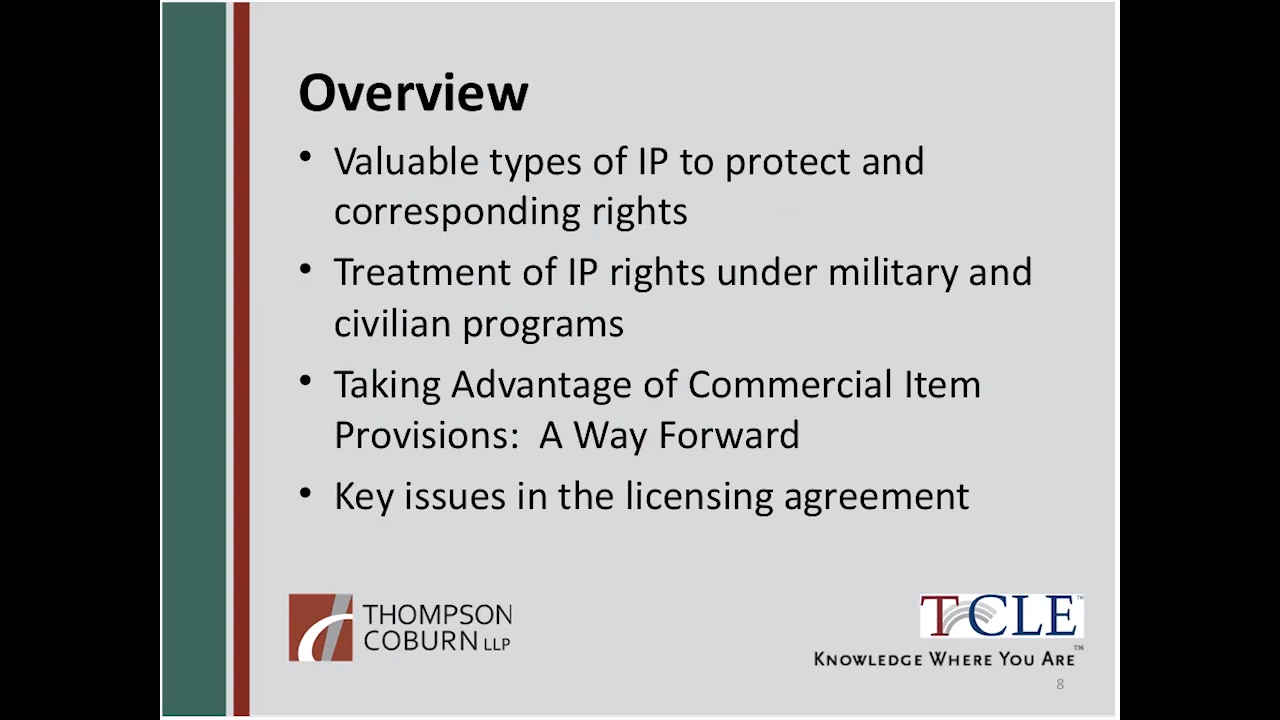 Overview
• Valuable types of IP to protect and
corresponding rights
• Treatment of IP rights under military and
civilian programs
• Taking Advantage of Commercial Item
Provisions:  A Way Forward
• Key issues in the licensing agreement
THOMPSON
COBURN LLP
TCLE™
KNOWLEDGE WHERE YOU ARE™
8